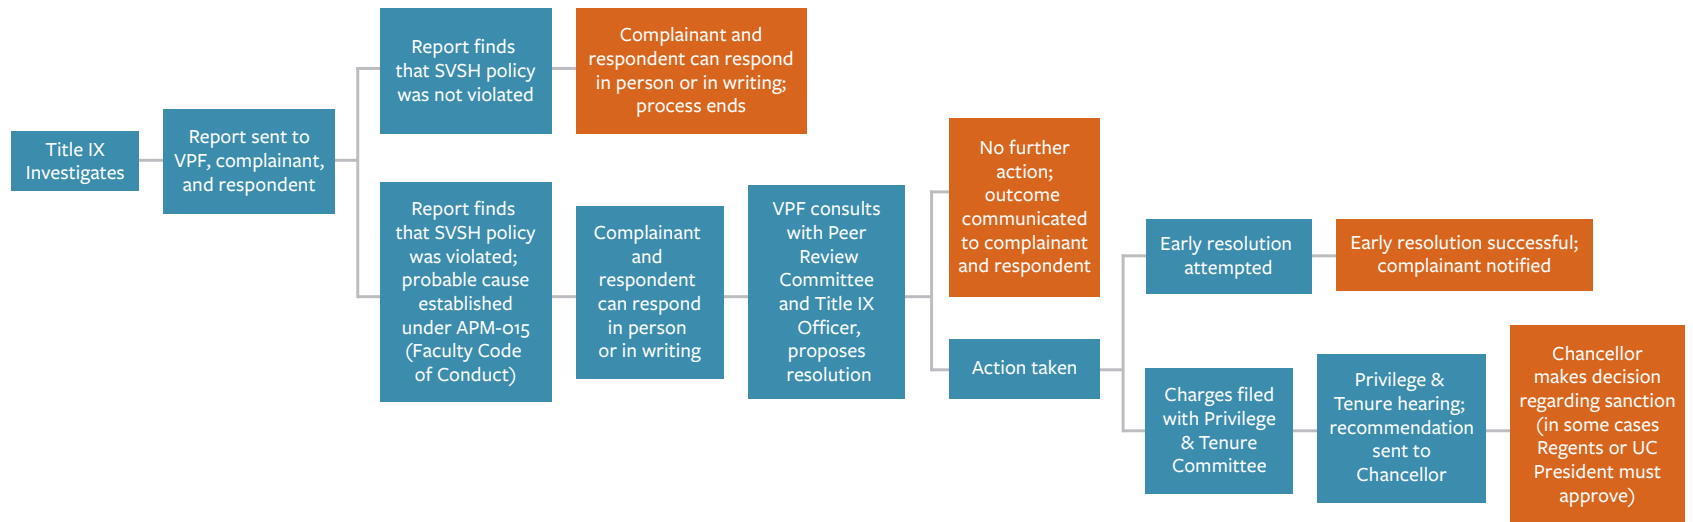 Title IX
Investigates
Report sent to
VPF, complainant,
and respondent
Report finds
that SVSH policy
was not violated
Complainant and
respondent can respond
in person or in writing;
process ends
Report finds
that SVSH policy
was violated;
probable cause
established
under APM-015
(Faculty Code
of Conduct)
Complainant
and
respondent
can respond
in person
or in writing
VPF consults
with Peer
Review
Committee
and Title IX
Officer,
proposes
resolution
No further
action;
outcome
communicated
to complainant
and respondent
Action taken
Early resolution
attempted
Early resolution successful;
complainant notified
Charges filed
with Privilege
& Tenure
Committee
Privilege &
Tenure hearing;
recommendation
sent to
Chancellor
Chancellor
makes decision
regarding sanction
(in some cases
Regents or UC
President must
approve)